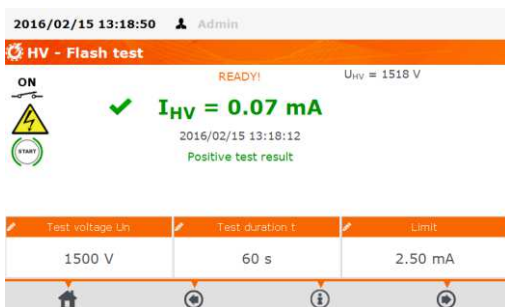 2016/02/15 13:18:50 Admin
HV - Flash test
ON
READY!
UHV = 1518 V
IHV = 0.07 mA
2016/02/15 13:18:12
START
Positive test result
Test voltage Un Test duration t Limit
1500 V 60 s 2.50 mA